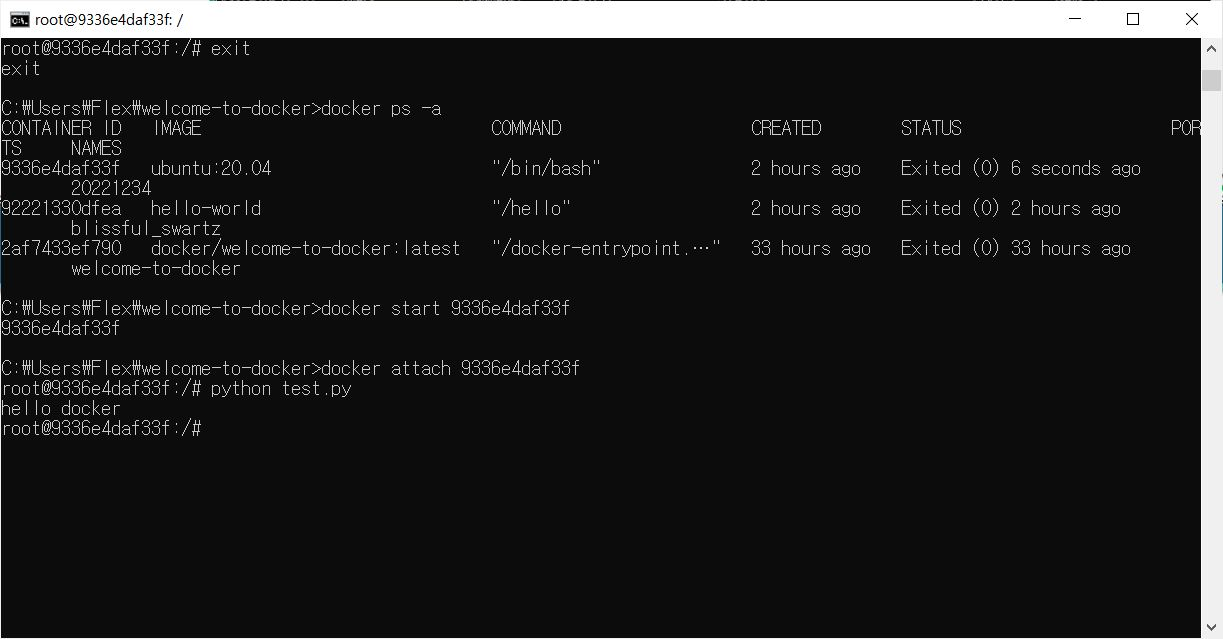 root@9336e4daf33f: /
root@9336e4daf33f:/# exit
exit
C:₩Users₩Flex₩welcome-to-docker>docker ps -a
CONTAINER ID   IMAGE                             COMMAND                   CREATED        STATUS                     POR
TS     NAMES
9336e4daf33f   ubuntu:20.04                      "/bin/bash"               2 hours ago    Exited (0) 6 seconds ago
       20221234
92221330dfea   hello-world                       "/hello"                  2 hours ago    Exited (0) 2 hours ago
       blissful_swartz
2af7433ef790   docker/welcome-to-docker:latest   "/docker-entrypoint.…"   33 hours ago   Exited (0) 33 hours ago
       welcome-to-docker
C:₩Users₩Flex₩welcome-to-docker>docker start 9336e4daf33f
9336e4daf33f
C:₩Users₩Flex₩welcome-to-docker>docker attach 9336e4daf33f
root@9336e4daf33f:/# python test.py
hello docker
root@9336e4daf33f:/#